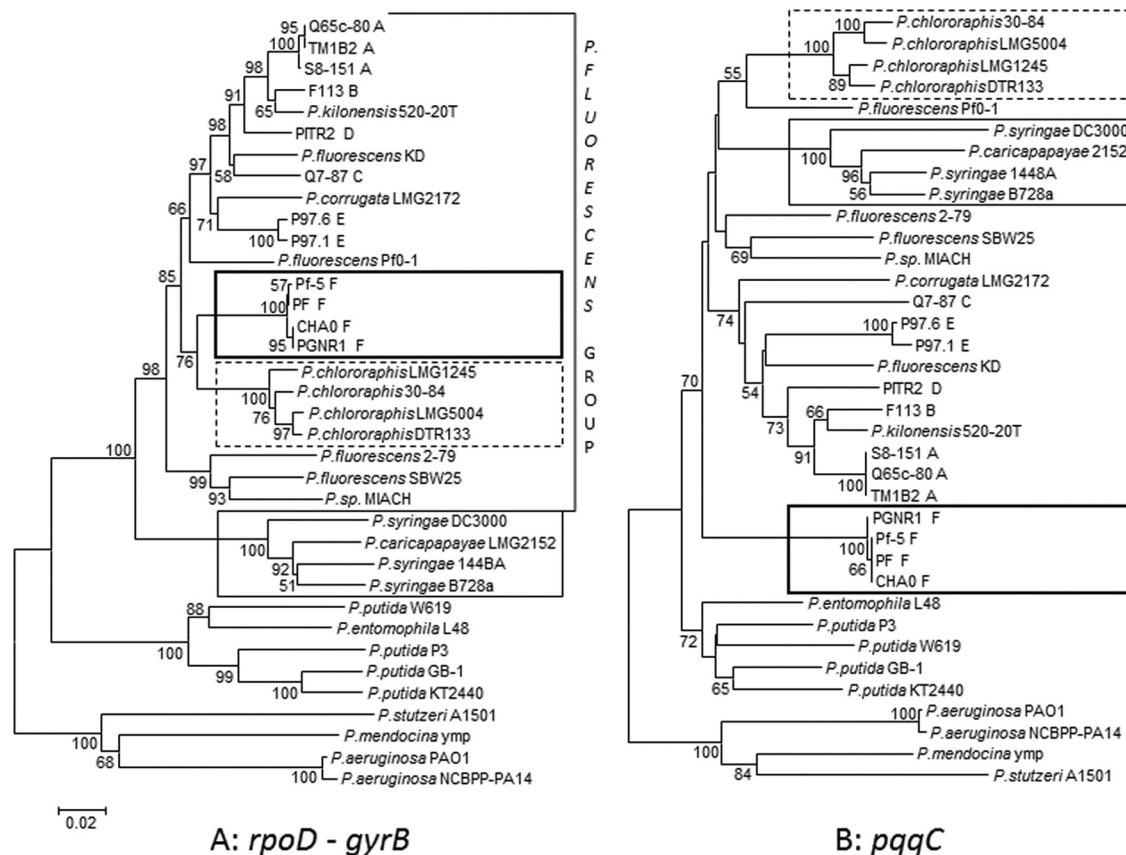 95
Q65c-80 A
100
TM1B2 A
S8-151 A
98
F113 B
91
65
P.kilonensis 520-20T
98
PITR2 D
P.fluorescens KD
97
58
Q7-87 C
P.corrugata LMG2172
66
71
P97.6 E
100
P97.1 E
P.fluorescens Pf0-1
85
57
Pf-5 F
100
PF F
CHA0 F
95
PGNR1 F
76
P.chlororaphis LMG1245
98
100
P.chlororaphis 30-84
76
P.chlororaphis LMG5004
97
P.chlororaphis DTR133
100
P.fluorescens 2-79
99
P.fluorescens SBW25
93
P.sp. MIACH
P.syringae DC3000
100
P.caricapapayae LMG2152
92
P.syringae 144BA
51
P.syringae B728a
88
P.putida W619
P.entomophila L48
100
P.putida P3
99
P.putida GB-1
100
P.putida KT2440
P.stutzeri A1501
100
P.mendocina ymp
68
P.aeruginosa PAO1
100
P.aeruginosa NCBPP-PA14
0.02
P. FLUORESCENS GROUP
A: rpoD - gyrB
P.chlororaphis 30-84
100
100
P.chlororaphis LMG5004
P.chlororaphis LMG1245
55
89
P.chlororaphis DTR133
P.fluorescens Pf0-1
P.syringae DC3000
100
P.caricapapayae 2152
96
P.syringae 1448A
56
P.syringae B728a
P.fluorescens 2-79
P.fluorescens SBW25
69
P.sp. MIACH
P.corrugata LMG2172
Q7-87 C
74
100
P97.6 E
P97.1 E
P.fluorescens KD
70
54
PITR2 D
66
F113 B
73
P.kilonensis 520-20T
91
S8-151 A
Q65c-80 A
100
TM1B2 A
PGNR1 F
Pf-5 F
100
PF F
66
CHA0 F
P.entomophila L48
P.putida P3
72
P.putida W619
P.putida GB-1
65
P.putida KT2440
100
P.aeruginosa PAO1
P.aeruginosa NCBPP-PA14
100
P.mendocina ymp
84
P.stutzeri A1501
B: pqqC